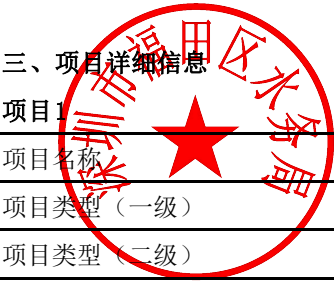 三、项目详细信息
项目1
项目名称
项目类型（一级）
项目类型（二级）
深圳市福田区水务局